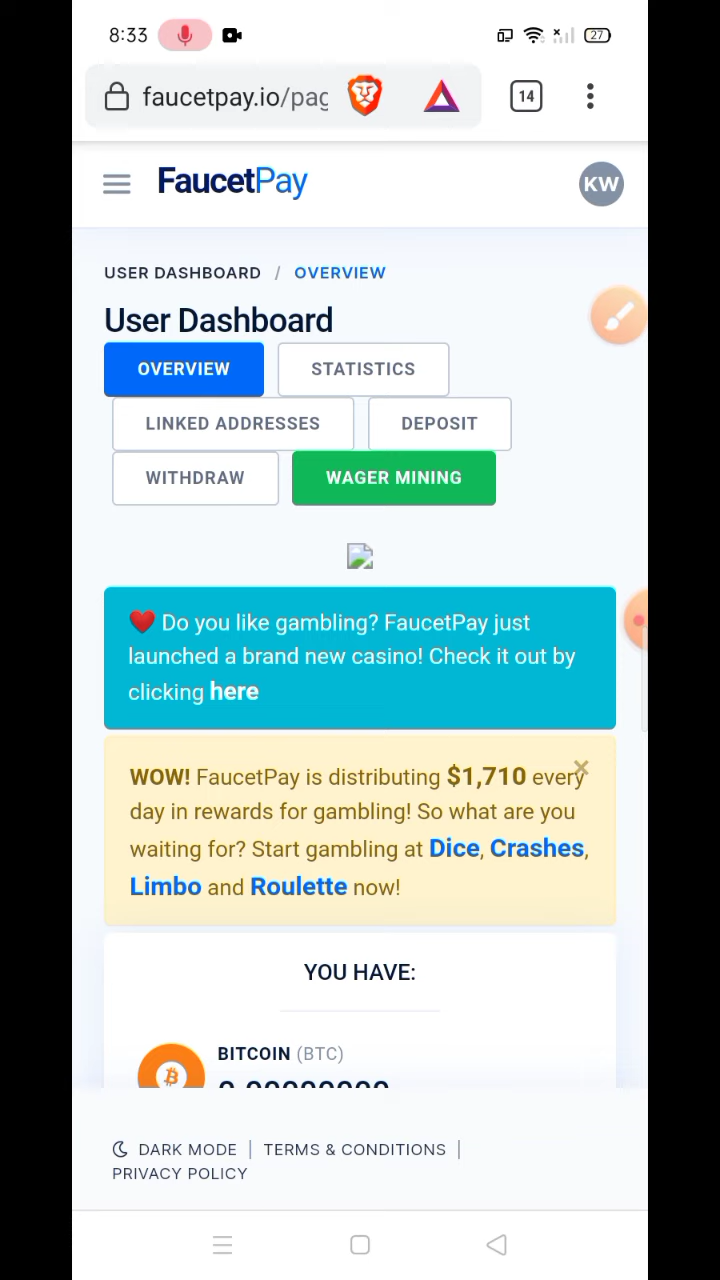 8:33
27
faucetpay.io/pag
14
FaucetPay
KW
USER DASHBOARD / OVERVIEW
User Dashboard
OVERVIEW
STATISTICS
LINKED ADDRESSES
DEPOSIT
WITHDRAW
WAGER MINING
❤️ Do you like gambling? FaucetPay just
launched a brand new casino! Check it out by
clicking here
WOW! FaucetPay is distributing $1,710 every
day in rewards for gambling! So what are you
waiting for? Start gambling at Dice, Crashes,
Limbo and Roulette now!
YOU HAVE:
BITCOIN (BTC)
DARK MODE | TERMS & CONDITIONS |
PRIVACY POLICY